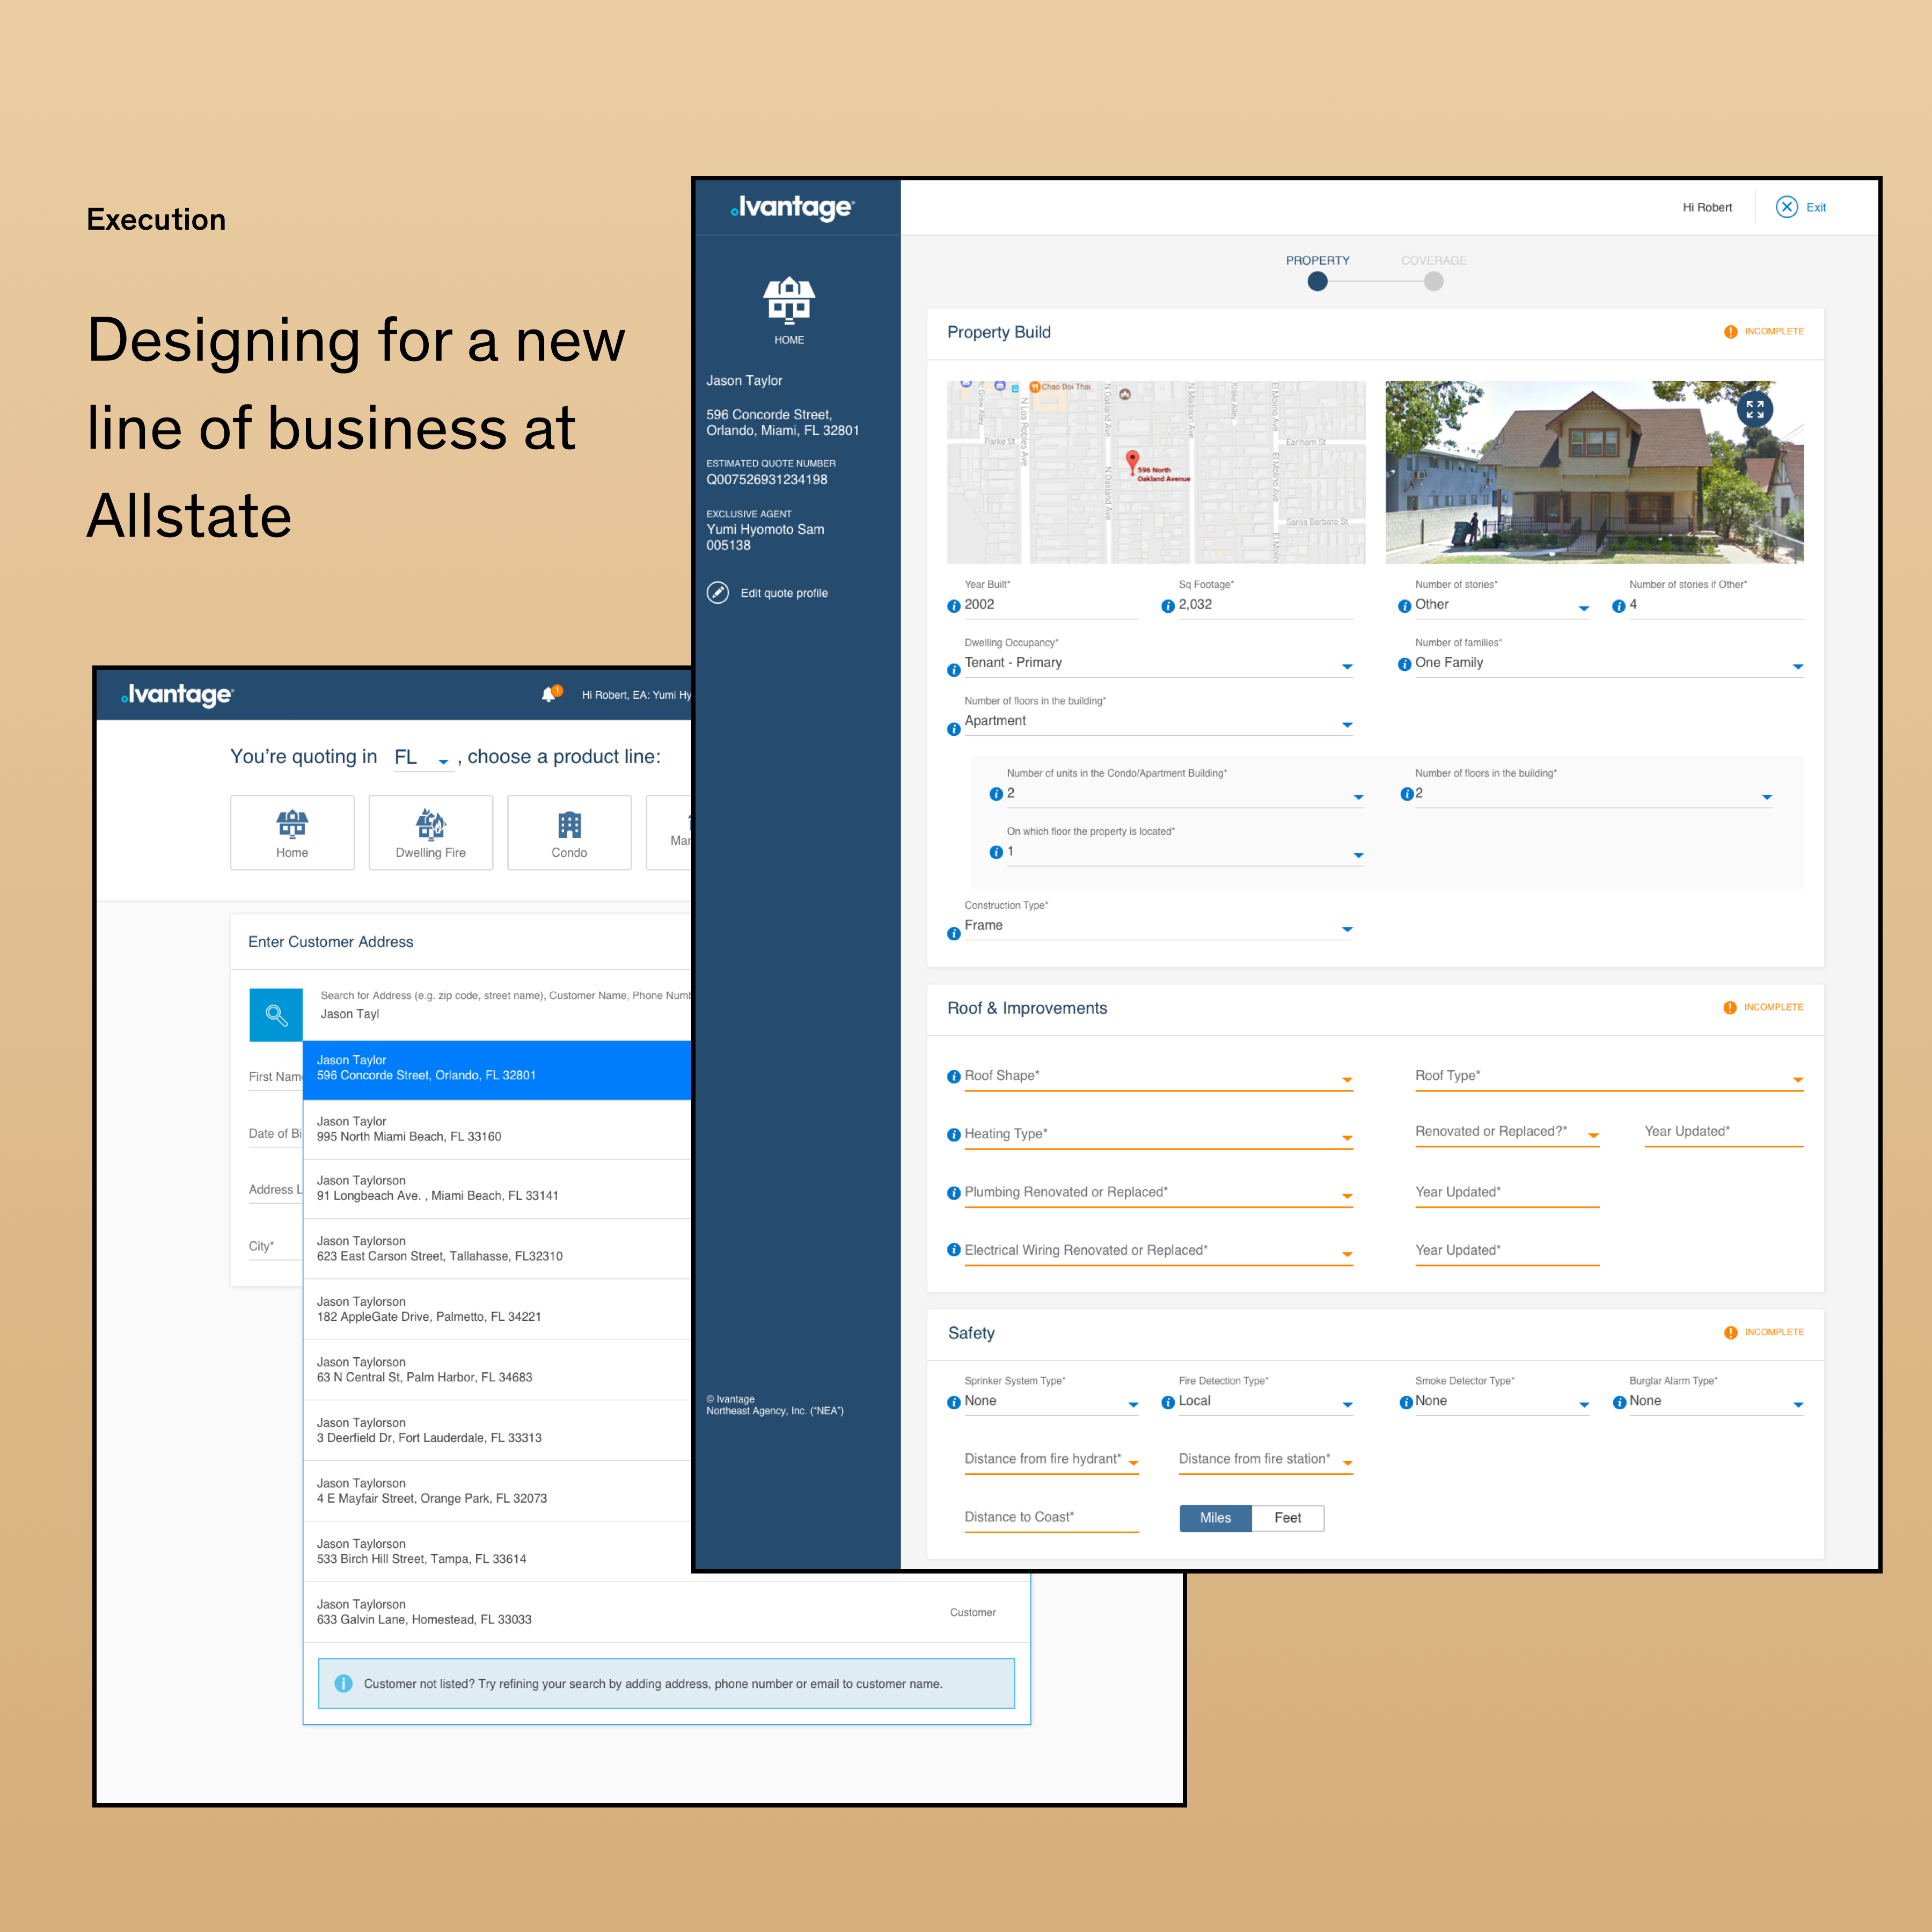 Execution
Designing for a new
line of business at
Allstate
Ivantage
Hi Robert, EA: Yumi Hy
You're quoting in FL , choose a product line:
Home
Dwelling Fire
Condo
Enter Customer Address
Search for Address (e.g. zip code, street name), Customer Name, Phone Numb
Jason Tayl
First Nam
Date of Bi
Address L
City*
Jason Taylor
596 Concorde Street, Orlando, FL 32801
Jason Taylor
995 North Miami Beach, FL 33160
Jason Taylorson
91 Longbeach Ave. , Miami Beach, FL 33141
Jason Taylorson
623 East Carson Street, Tallahasse, FL32310
Jason Taylorson
182 AppleGate Drive, Palmetto, FL 34221
Jason Taylorson
63 N Central St, Palm Harbor, FL 34683
Jason Taylorson
3 Deerfield Dr, Fort Lauderdale, FL 33313
Jason Taylorson
4 E Mayfair Street, Orange Park, FL 32073
Jason Taylorson
533 Birch Hill Street, Tampa, FL 33614
Jason Taylorson
633 Galvin Lane, Homestead, FL 33033
Customer
Customer not listed? Try refining your search by adding address, phone number or email to customer name.
Ivantage
HOME
Jason Taylor
596 Concorde Street,
Orlando, Miami, FL 32801
ESTIMATED QUOTE NUMBER
Q007526931234198
EXCLUSIVE AGENT
Yumi Hyomoto Sam
005138
Edit quote profile
© Ivantage
Northeast Agency, Inc. ("NEA")
Hi Robert
Exit
PROPERTY COVERAGE
Property Build
INCOMPLETE
Chao Doi Thai
N Los Robles Ave
N Oakland Ave
N Oakland Ave
N Madison Ave
El Molino Ave
El Molino Ave
Parke St
Earlham St
596 North
Oakland Avenue
Santa Barbara St
Year Built* Sq Footage* Number of stories* Number of stories if Other*
2002 2,032 Other 4
Dwelling Occupancy* Number of families*
Tenant - Primary One Family
Number of floors in the building*
Apartment
Number of units in the Condo/Apartment Building* Number of floors in the building*
2 2
On which floor the property is located*
1
Construction Type*
Frame
Roof & Improvements
INCOMPLETE
Roof Shape* Roof Type*
Heating Type* Renovated or Replaced?* Year Updated*
Plumbing Renovated or Replaced* Year Updated*
Electrical Wiring Renovated or Replaced* Year Updated*
Safety
INCOMPLETE
Sprinker System Type* Fire Detection Type* Smoke Detector Type* Burglar Alarm Type*
None Local None None
Distance from fire hydrant* Distance from fire station*
Distance to Coast* Miles Feet